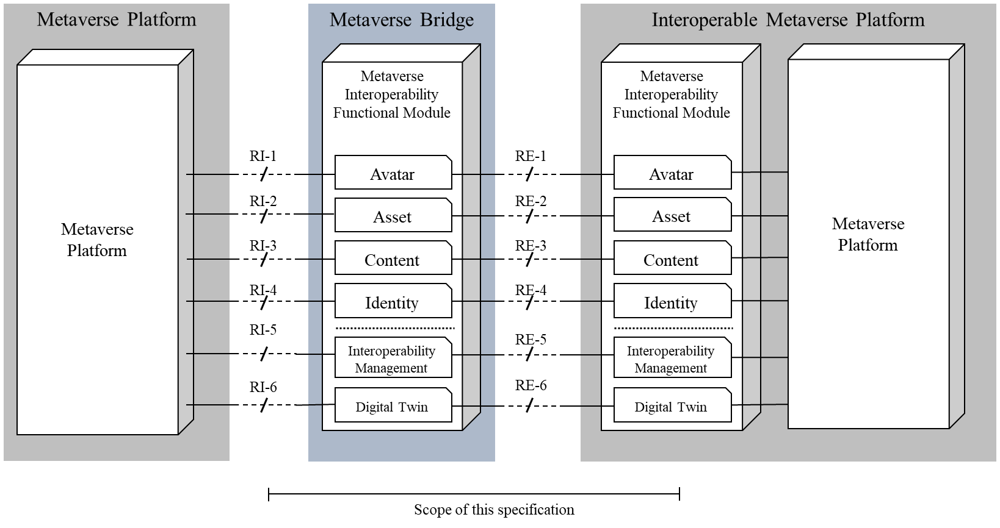 Metaverse Platform
Metaverse Bridge
Interoperable Metaverse Platform
Metaverse
Platform
RI-1
RI-2
RI-3
RI-4
RI-5
RI-6
Metaverse
Interoperability
Functional Module
Avatar
Asset
Content
Identity
Interoperability
Management
Digital Twin
RE-1
RE-2
RE-3
RE-4
RE-5
RE-6
Metaverse
Interoperability
Functional Module
Avatar
Asset
Content
Identity
Interoperability
Management
Digital Twin
Metaverse
Platform
Scope of this specification